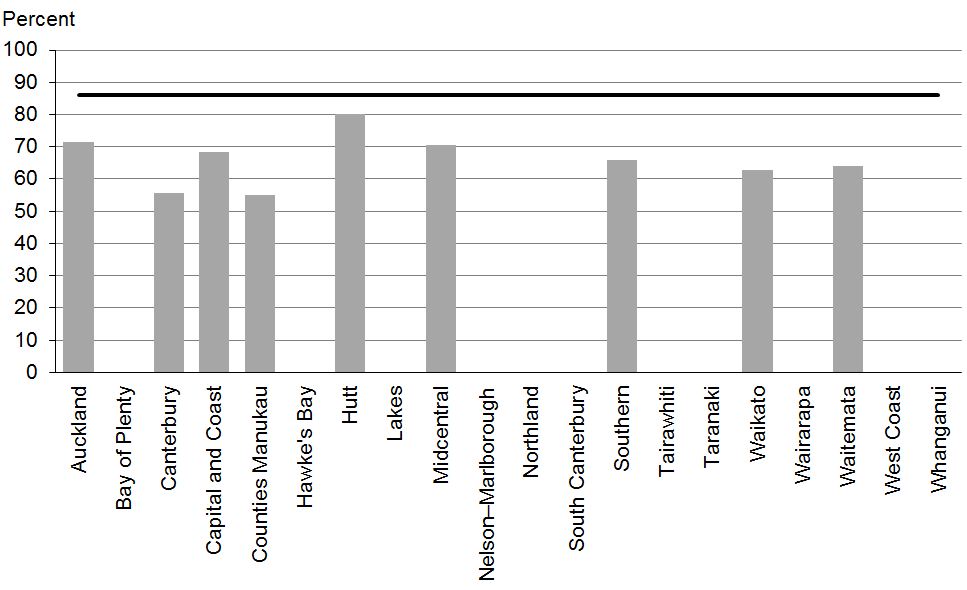 Percent
100
90
80
70
60
50
40
30
20
10
0
Auckland
Bay of Plenty
Canterbury
Capital and Coast
Counties Manukau
Hawke's Bay
Hutt
Lakes
Midcentral
Nelson–Marlborough
Northland
South Canterbury
Southern
Tairawhiti
Taranaki
Waikato
Wairarapa
Waitemata
West Coast
Whanganui